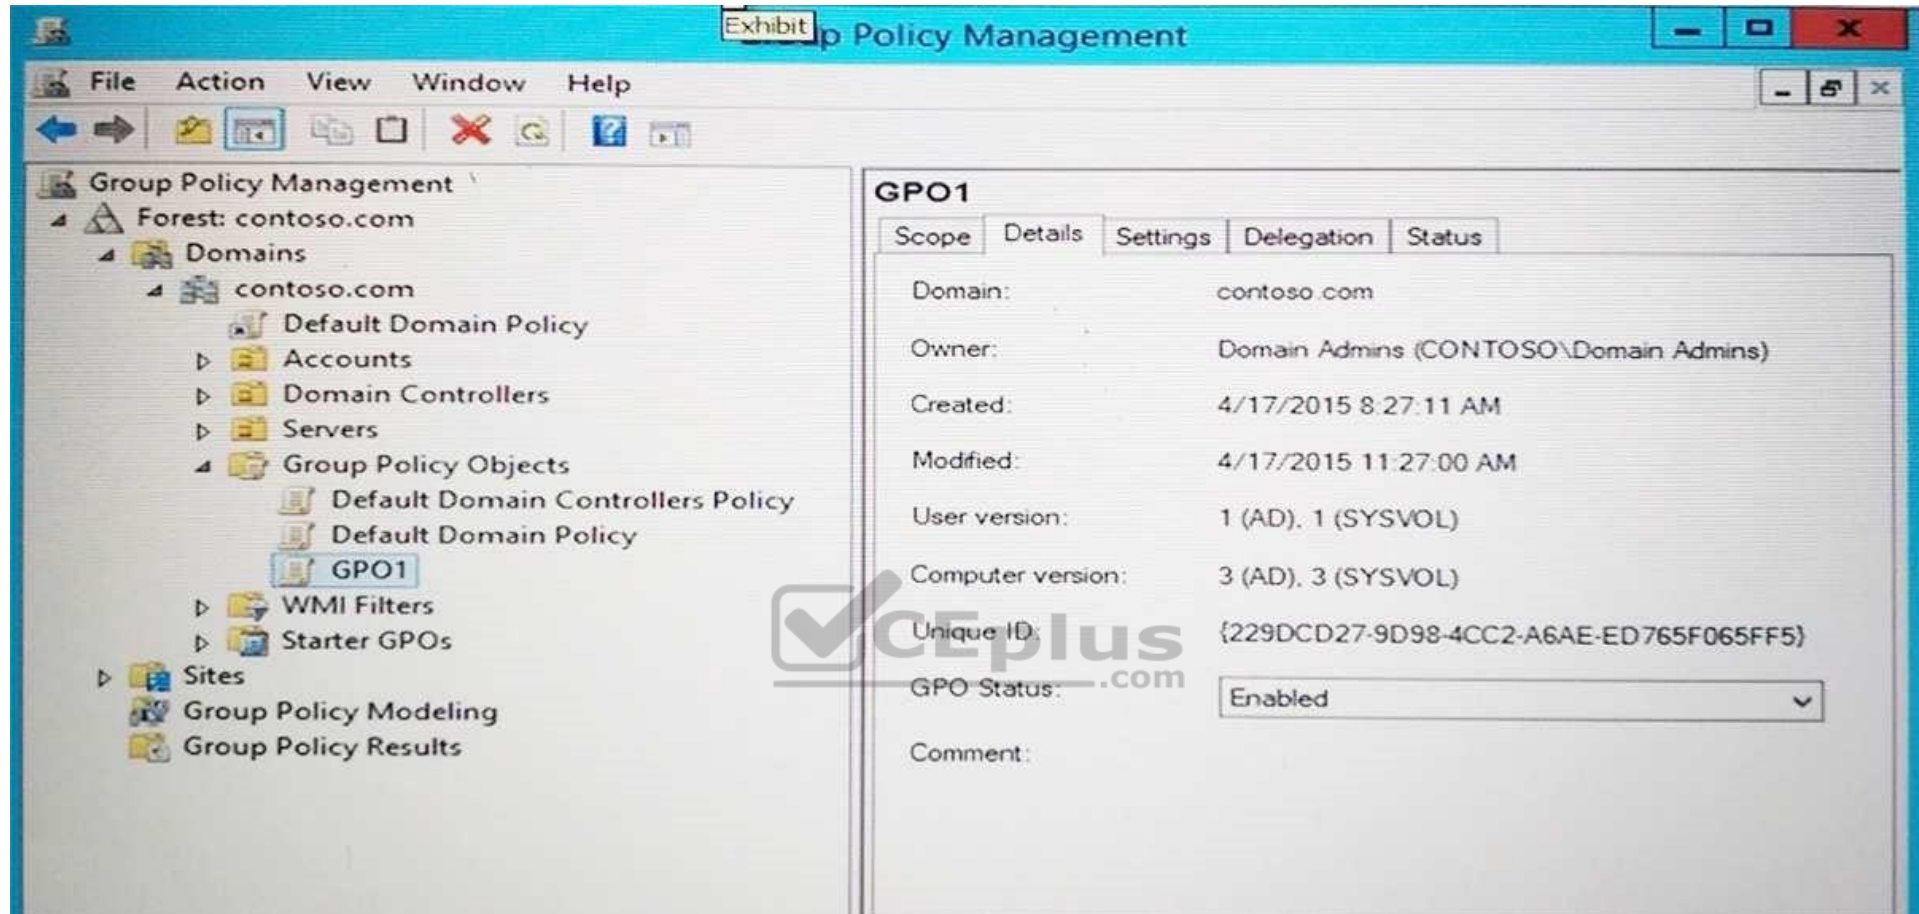 Exhibit
p Policy Management
File Action View Window Help
Group Policy Management
Forest: contoso.com
Domains
contoso.com
Default Domain Policy
Accounts
Domain Controllers
Servers
Group Policy Objects
Default Domain Controllers Policy
Default Domain Policy
GPO1
WMI Filters
Starter GPOs
Sites
Group Policy Modeling
Group Policy Results
GPO1
Scope Details Settings Delegation Status
Domain: contoso.com
Owner: Domain Admins (CONTOSO\Domain Admins)
Created: 4/17/2015 8:27:11 AM
Modified: 4/17/2015 11:27:00 AM
User version: 1 (AD), 1 (SYSVOL)
Computer version: 3 (AD), 3 (SYSVOL)
Unique ID: {229DCD27-9D98-4CC2-A6AE-ED765F065FF5}
GPO Status: Enabled
Comment:
CEplus
.com